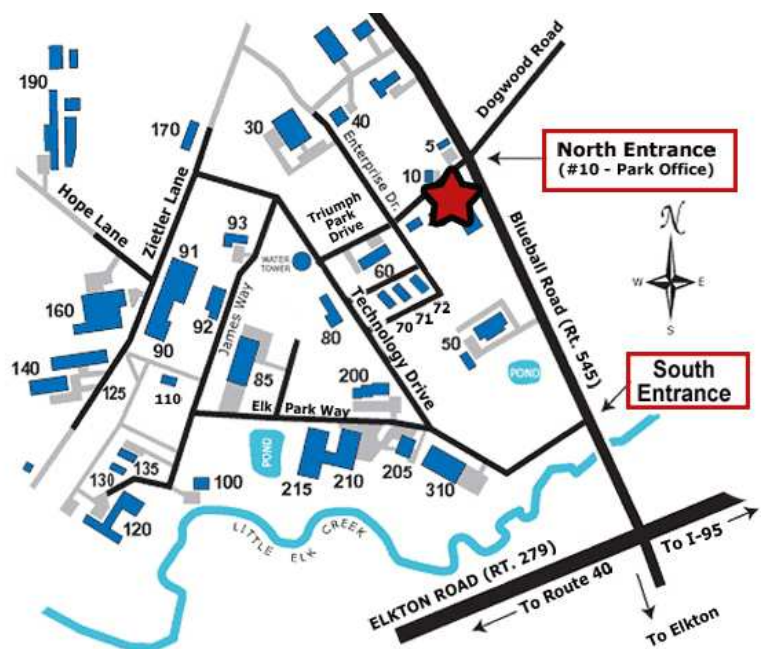 190
170
30
40
5
10
Dogwood Road
North Entrance
(#10 - Park Office)
Enterprise Dr.
Triumph
Park
Drive
Hope Lane
Zietler Lane
93
91
WATER
TOWER
60
Blueball Road (Rt. 545)
N
W
E
S
160
92
James Way
80
Technology Drive
70
71
72
50
90
140
125
110
85
200
POND
South
Entrance
Elk Park Way
130
135
100
POND
215
210
205
310
120
LITTLE ELK CREEK
ELKTON ROAD (RT. 279)
To I-95
To Route 40
To Elkton